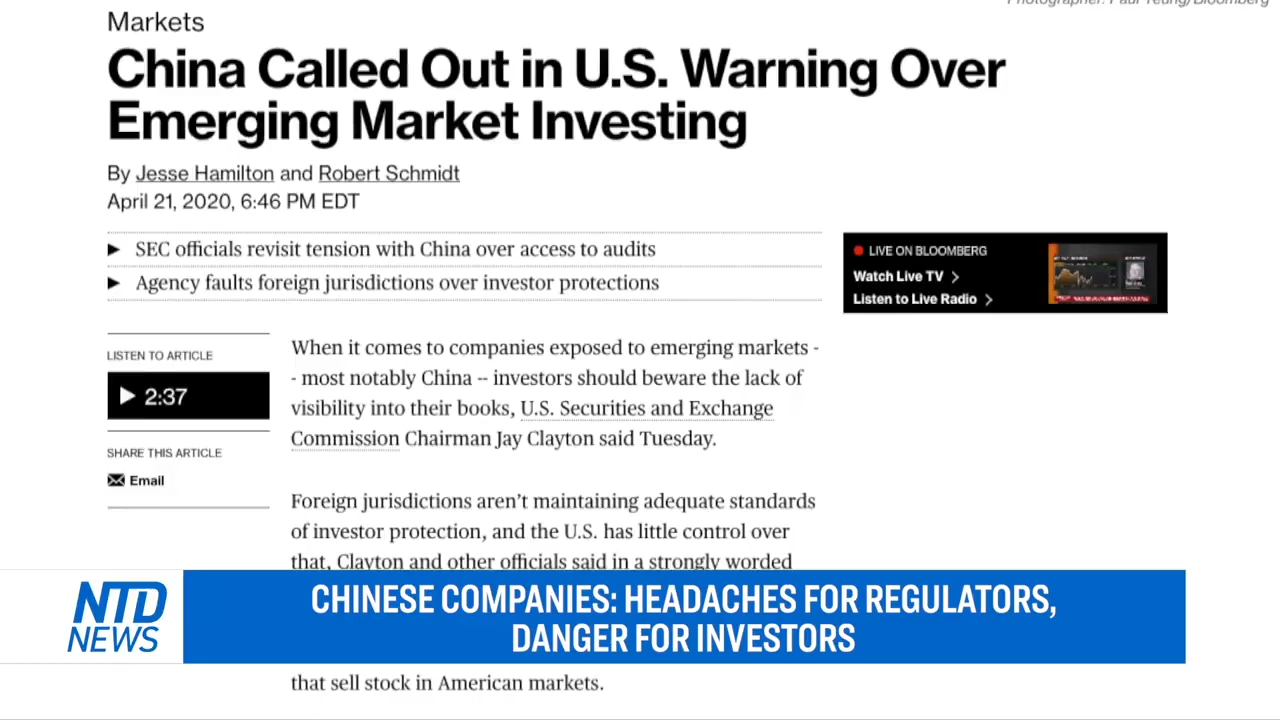 Photographer: Paul Yeung/Bloomberg
Markets
China Called Out in U.S. Warning Over
Emerging Market Investing
By Jesse Hamilton and Robert Schmidt
April 21, 2020, 6:46 PM EDT
► SEC officials revisit tension with China over access to audits
► Agency faults foreign jurisdictions over investor protections
LIVE ON BLOOMBERG
Watch Live TV >
Listen to Live Radio >
LISTEN TO ARTICLE
2:37
SHARE THIS ARTICLE
Email
When it comes to companies exposed to emerging markets -
- most notably China -- investors should beware the lack of
visibility into their books, U.S. Securities and Exchange
Commission Chairman Jay Clayton said Tuesday.
Foreign jurisdictions aren't maintaining adequate standards
of investor protection, and the U.S. has little control over
that, Clayton and other officials said in a strongly worded
NTD
NEWS
CHINESE COMPANIES: HEADACHES FOR REGULATORS,
DANGER FOR INVESTORS
that sell stock in American markets.